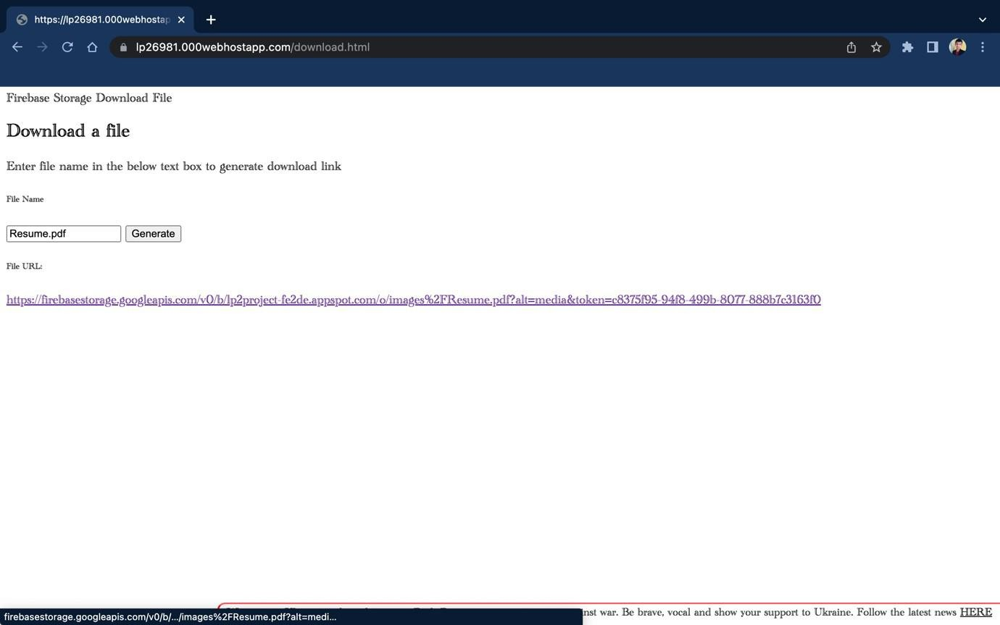 https://lp26981.000webhostap
lp26981.000webhostapp.com/download.html
Firebase Storage Download File
Download a file
Enter file name in the below text box to generate download link
File Name
Resume.pdf Generate
File URL:
https://firebasestorage.googleapis.com/v0/b/lp2project-fe2de.appspot.com/o/images%2FResume.pdf?alt=media&token=c8375f95-94f8-499b-8077-888b7c3163f0
war. Be brave, vocal and show your support to Ukraine. Follow the latest news HERE
firebasestorage.googleapis.com/v0/b/.../images%2FResume.pdf?alt=medi...